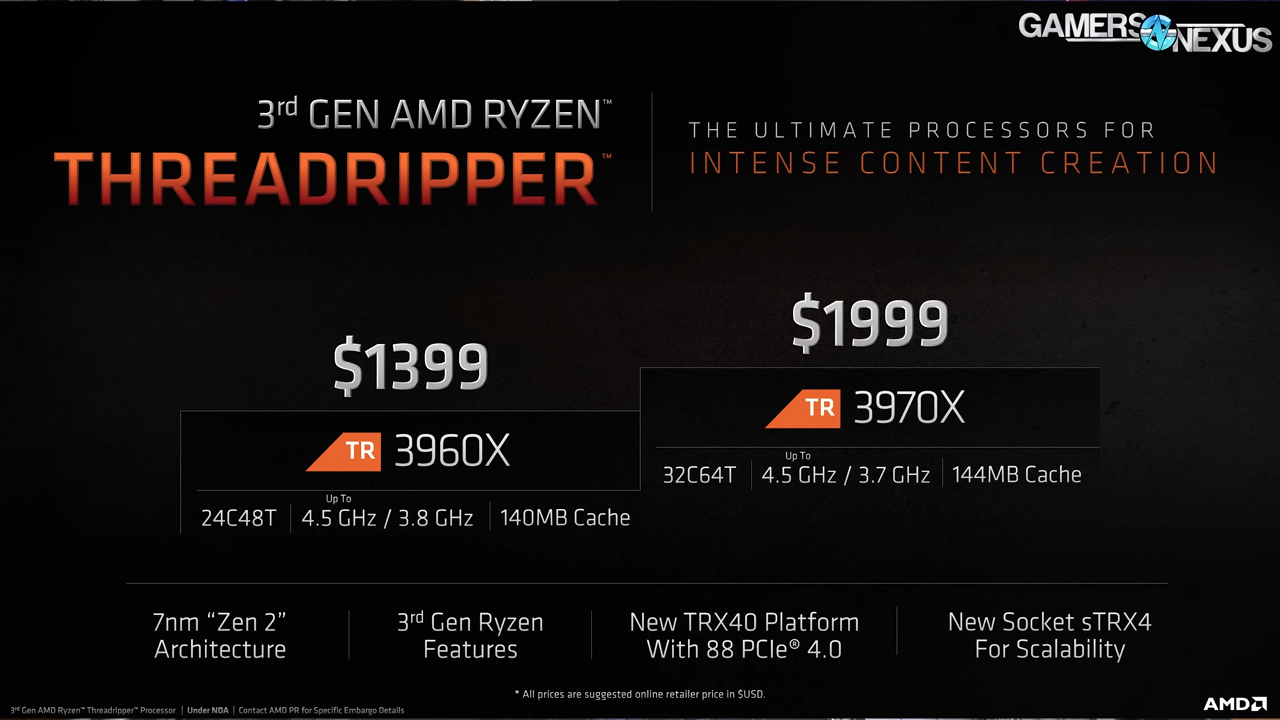 GAMERS NEXUS
3rd GEN AMD RYZEN™
THREADRIPPER™
THE ULTIMATE PROCESSORS FOR
INTENSE CONTENT CREATION
$1399
TR 3960X
Up To
24C48T | 4.5 GHz / 3.8 GHz | 140MB Cache
$1999
TR 3970X
Up To
32C64T | 4.5 GHz / 3.7 GHz | 144MB Cache
7nm “Zen 2”
Architecture
3rd Gen Ryzen
Features
New TRX40 Platform
With 88 PCIe® 4.0
New Socket sTRX4
For Scalability
* All prices are suggested online retailer price in $USD.
3rd Gen AMD Ryzen™ Threadripper™ Processor | Under NDA | Contact AMD PR for Specific Embargo Details
AMD